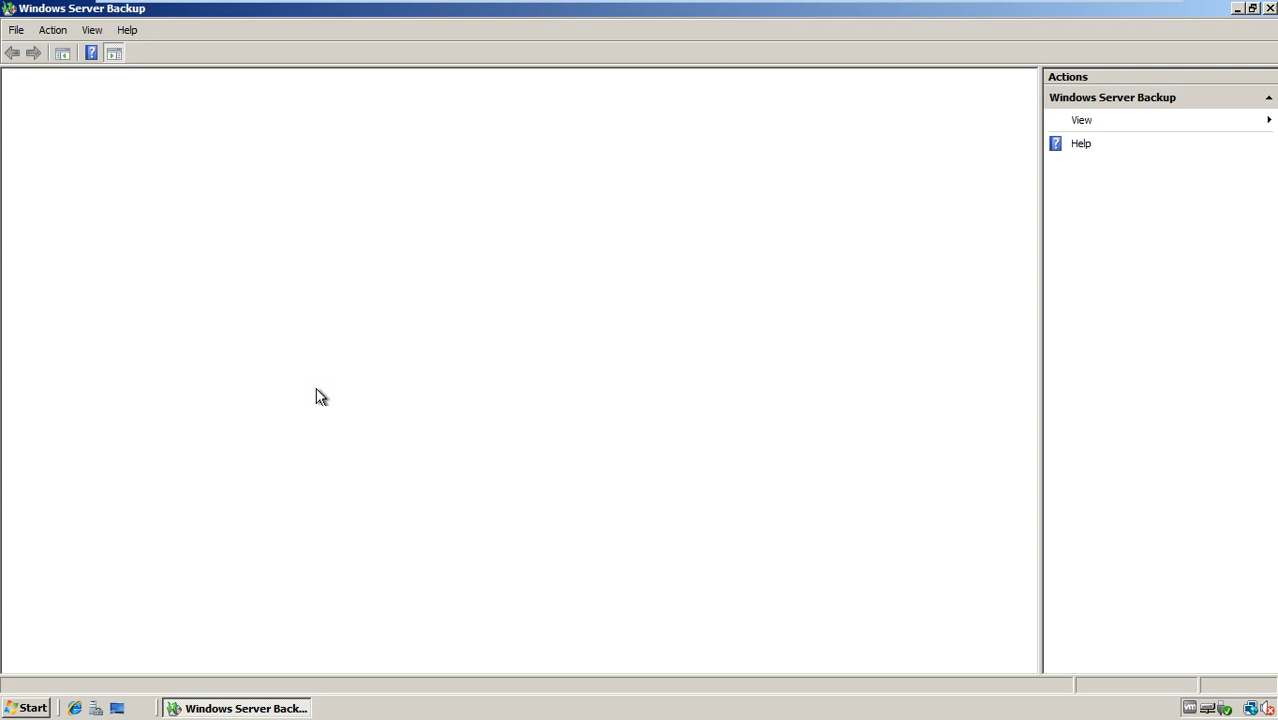 Windows Server Backup
File Action View Help
Actions
Windows Server Backup
View
Help
Start
Windows Server Back...